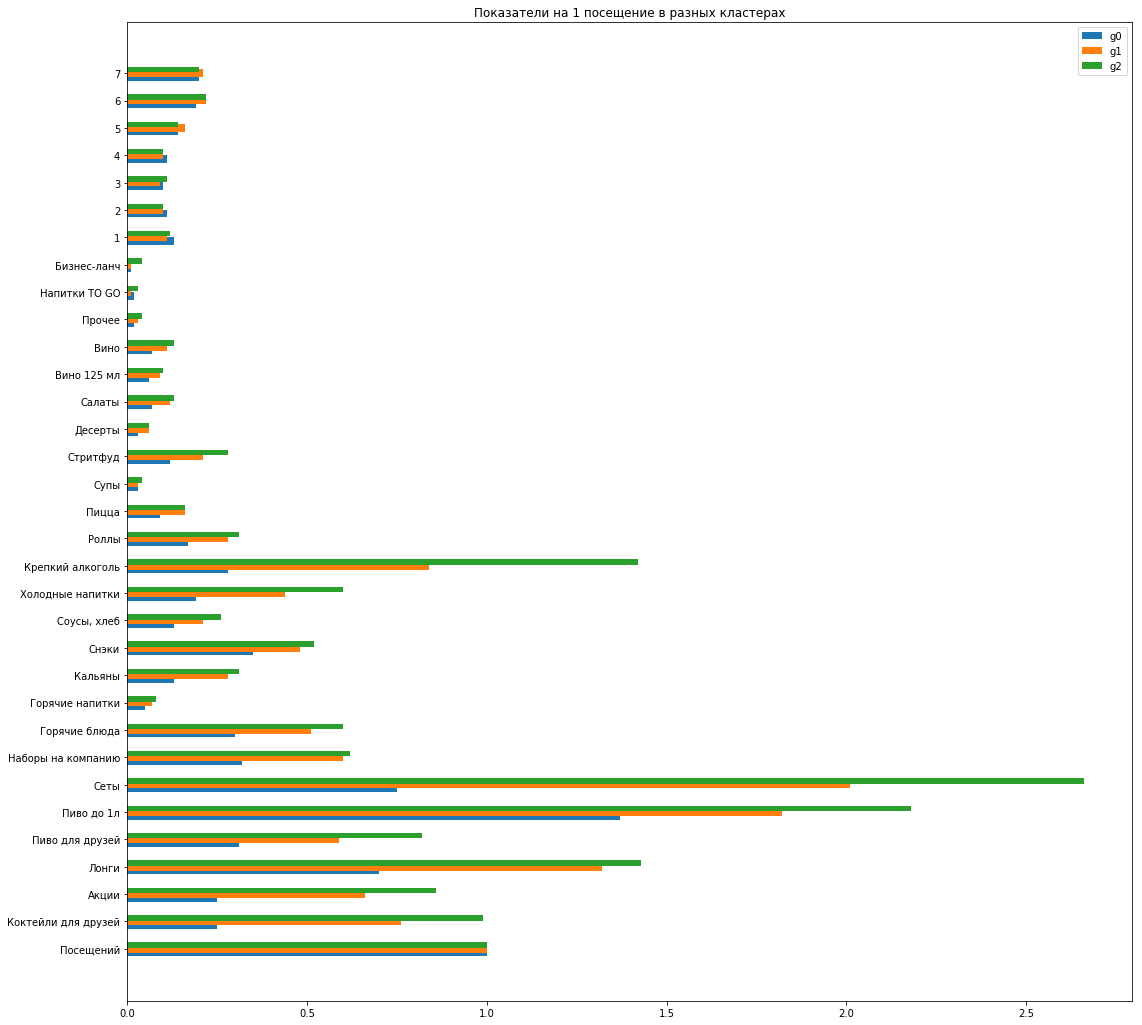 Показатели на 1 посещение в разных кластерах
g0
g1
g2
7
6
5
4
3
2
1
Бизнес-ланч
Напитки TO GO
Прочее
Вино
Вино 125 мл
Салаты
Десерты
Стритфуд
Супы
Пицца
Роллы
Крепкий алкоголь
Холодные напитки
Соусы, хлеб
Снэки
Кальяны
Горячие напитки
Горячие блюда
Наборы на компанию
Сеты
Пиво до 1л
Пиво для друзей
Лонги
Акции
Коктейли для друзей
Посещений
0.0 0.5 1.0 1.5 2.0 2.5